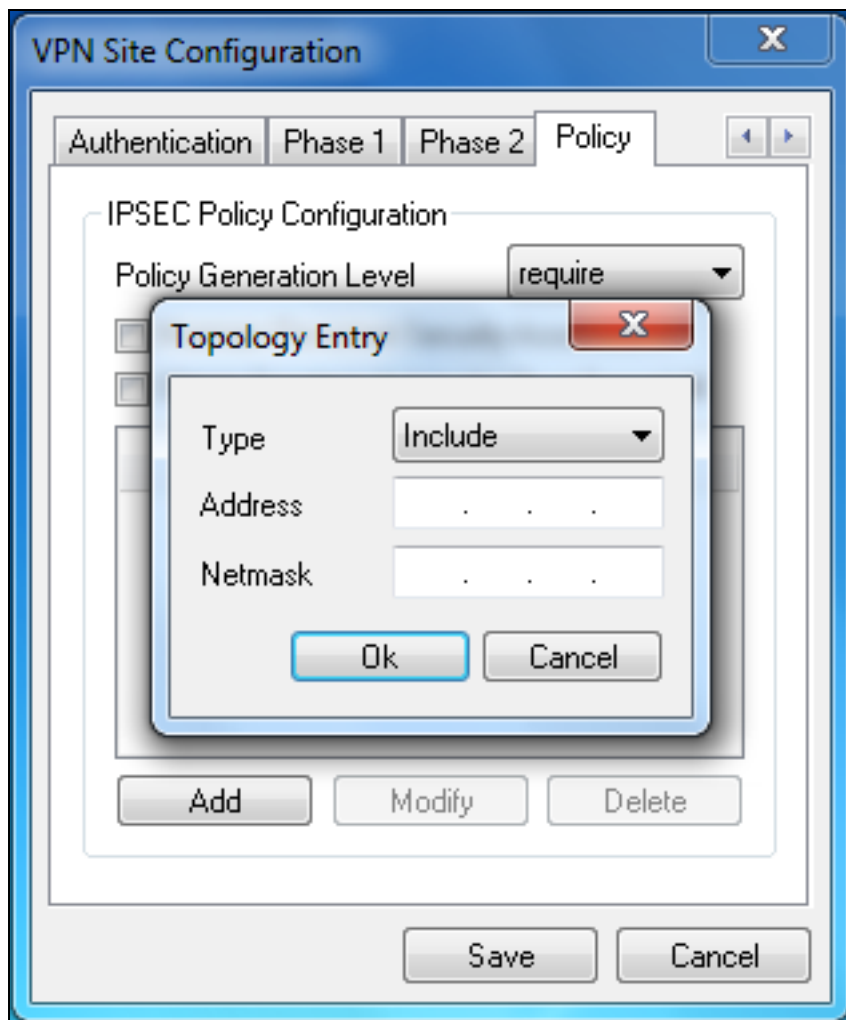 VPN Site Configuration
Authentication Phase 1 Phase 2 Policy
IPSEC Policy Configuration
Policy Generation Level require
Topology Entry
Type Include
Address . . .
Netmask . . .
Ok Cancel
Add Modify Delete
Save Cancel